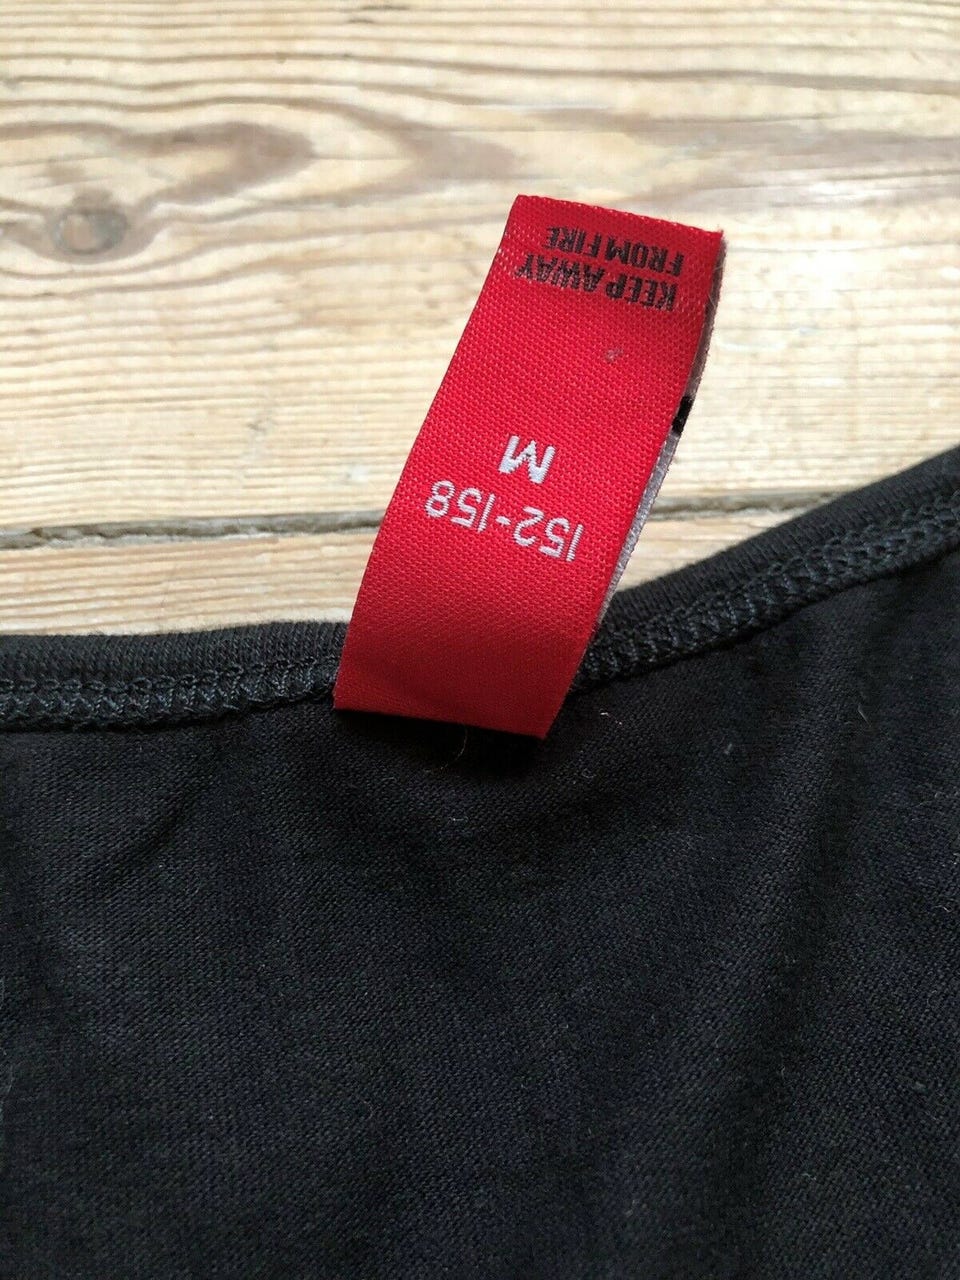 KEEP AWAY
FROM FIRE
152-158
M